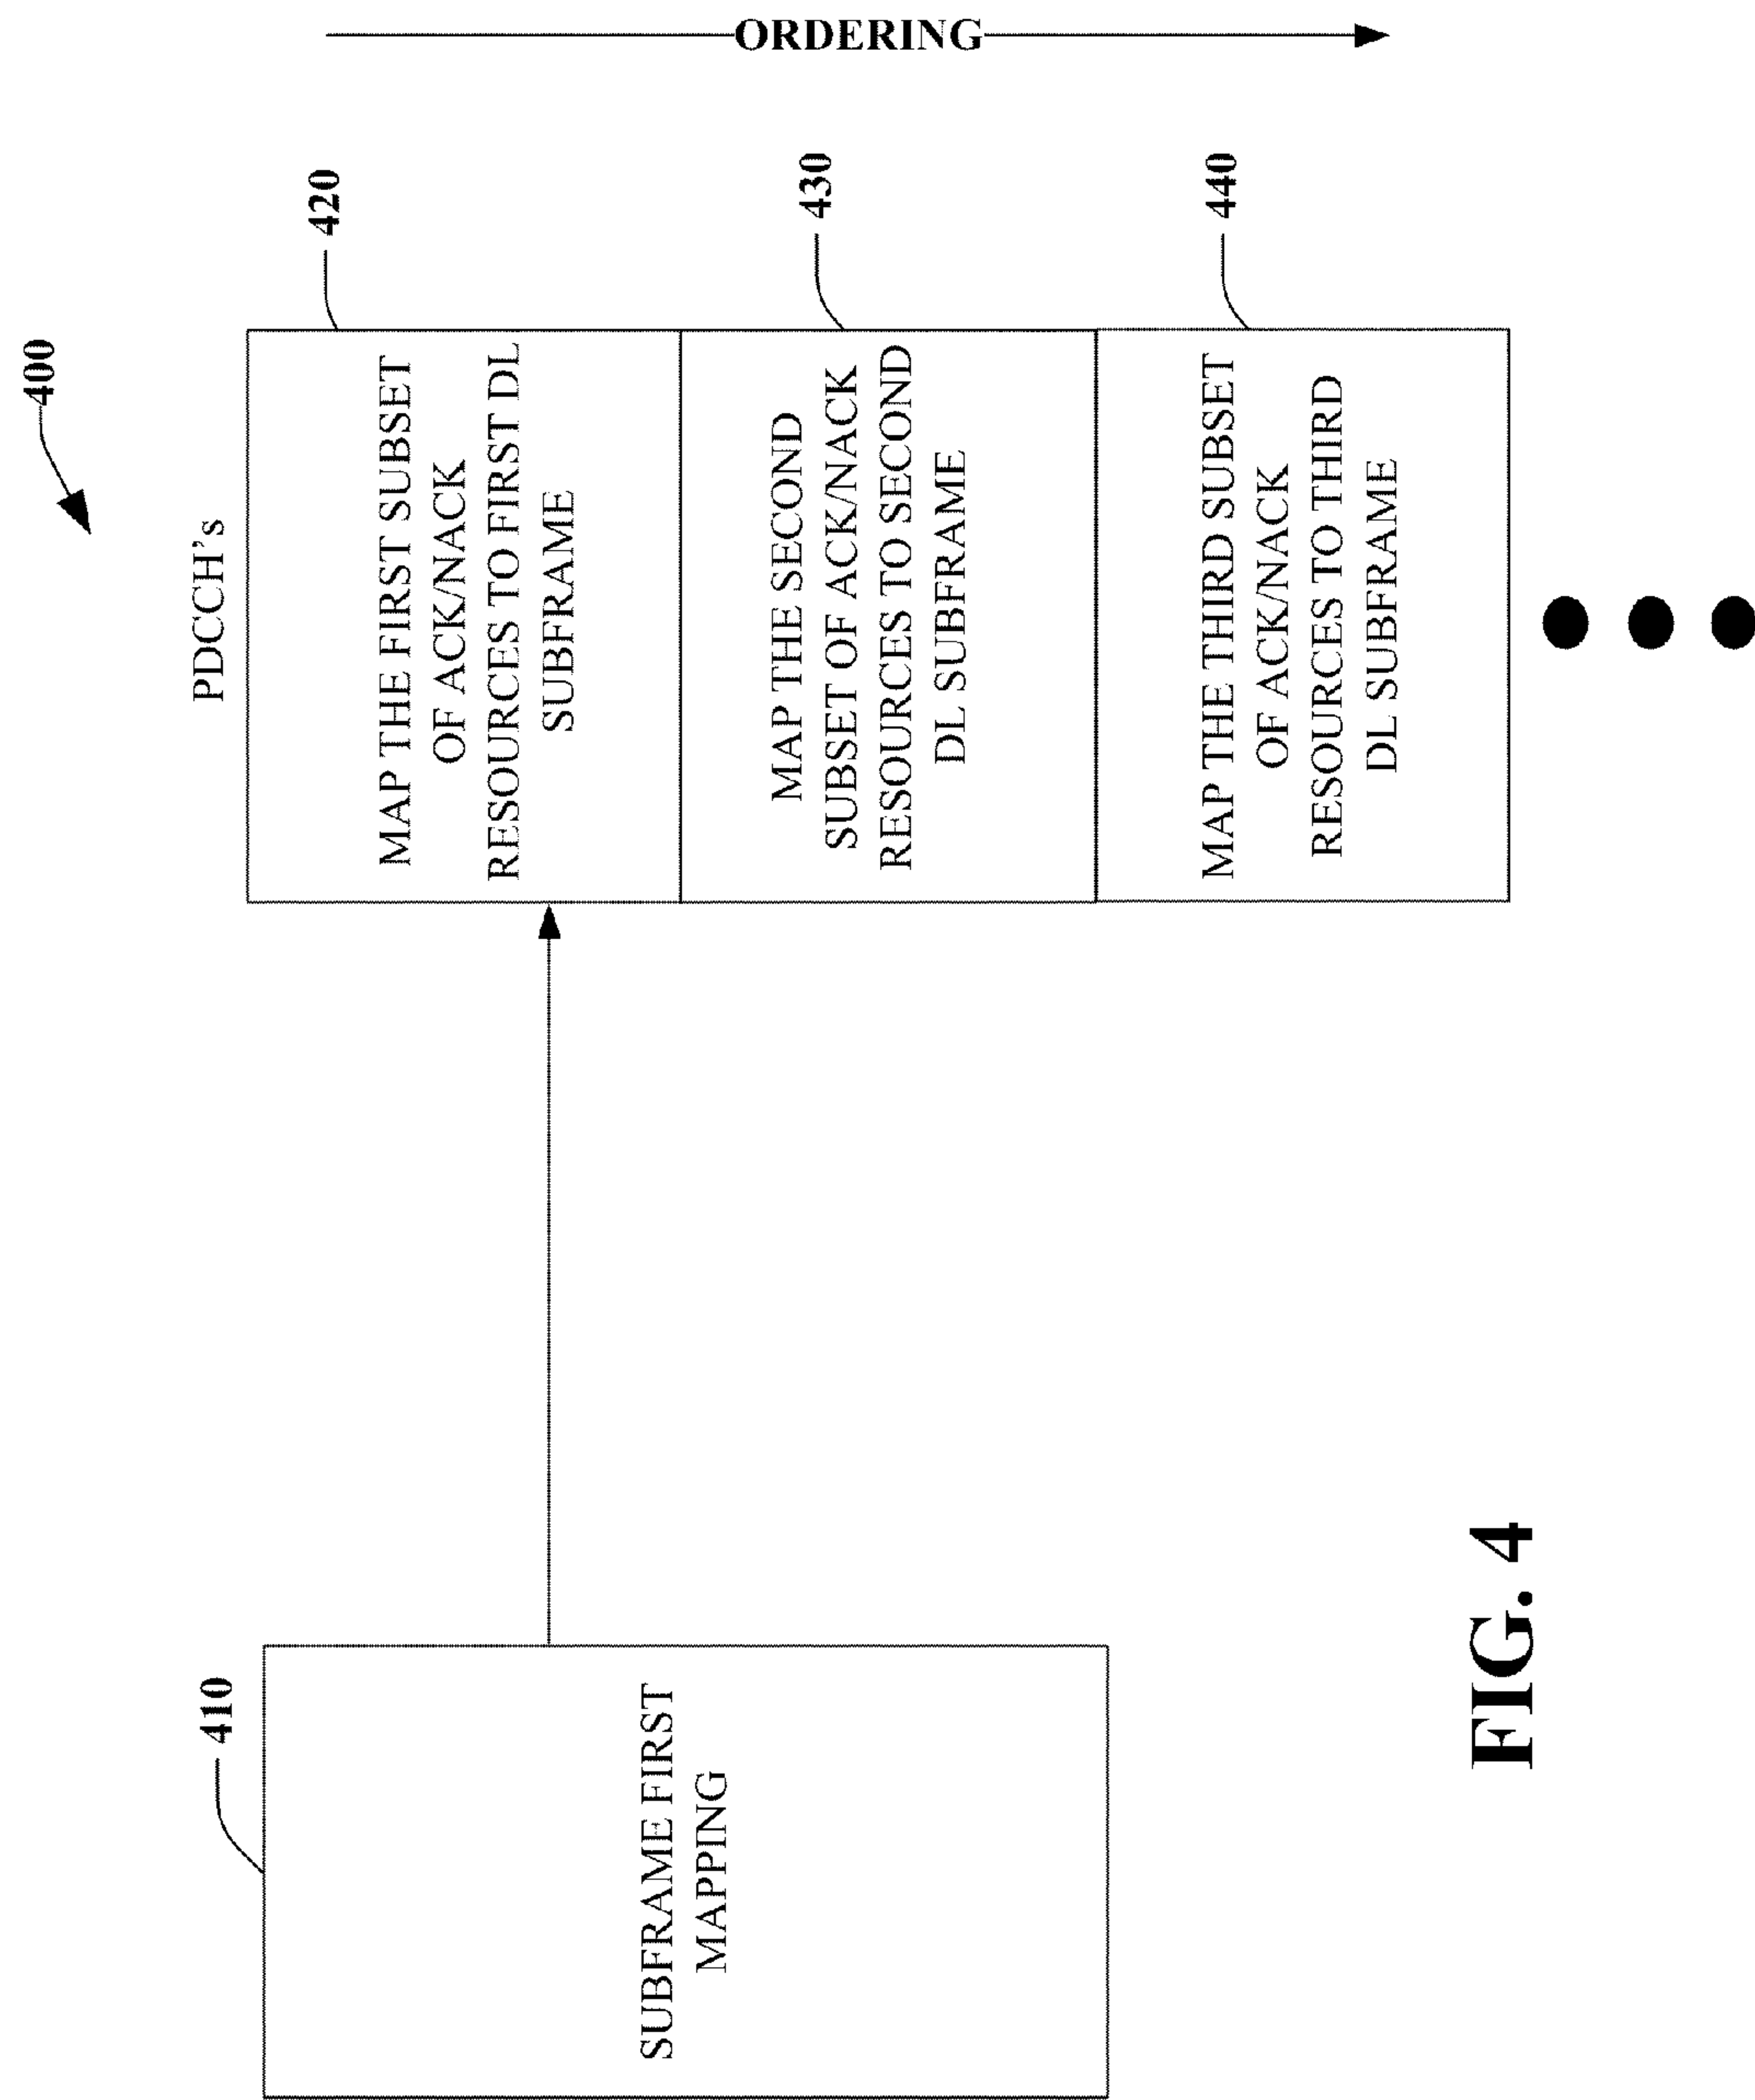 400
PDCCH's
410
SUBFRAME FIRST
MAPPING
420
MAP THE FIRST SUBSET
OF ACK/NACK
RESOURCES TO FIRST DL
SUBFRAME
430
MAP THE SECOND
SUBSET OF ACK/NACK
RESOURCES TO SECOND
DL SUBFRAME
440
MAP THE THIRD SUBSET
OF ACK/NACK
RESOURCES TO THIRD
DL SUBFRAME
ORDERING
FIG. 4